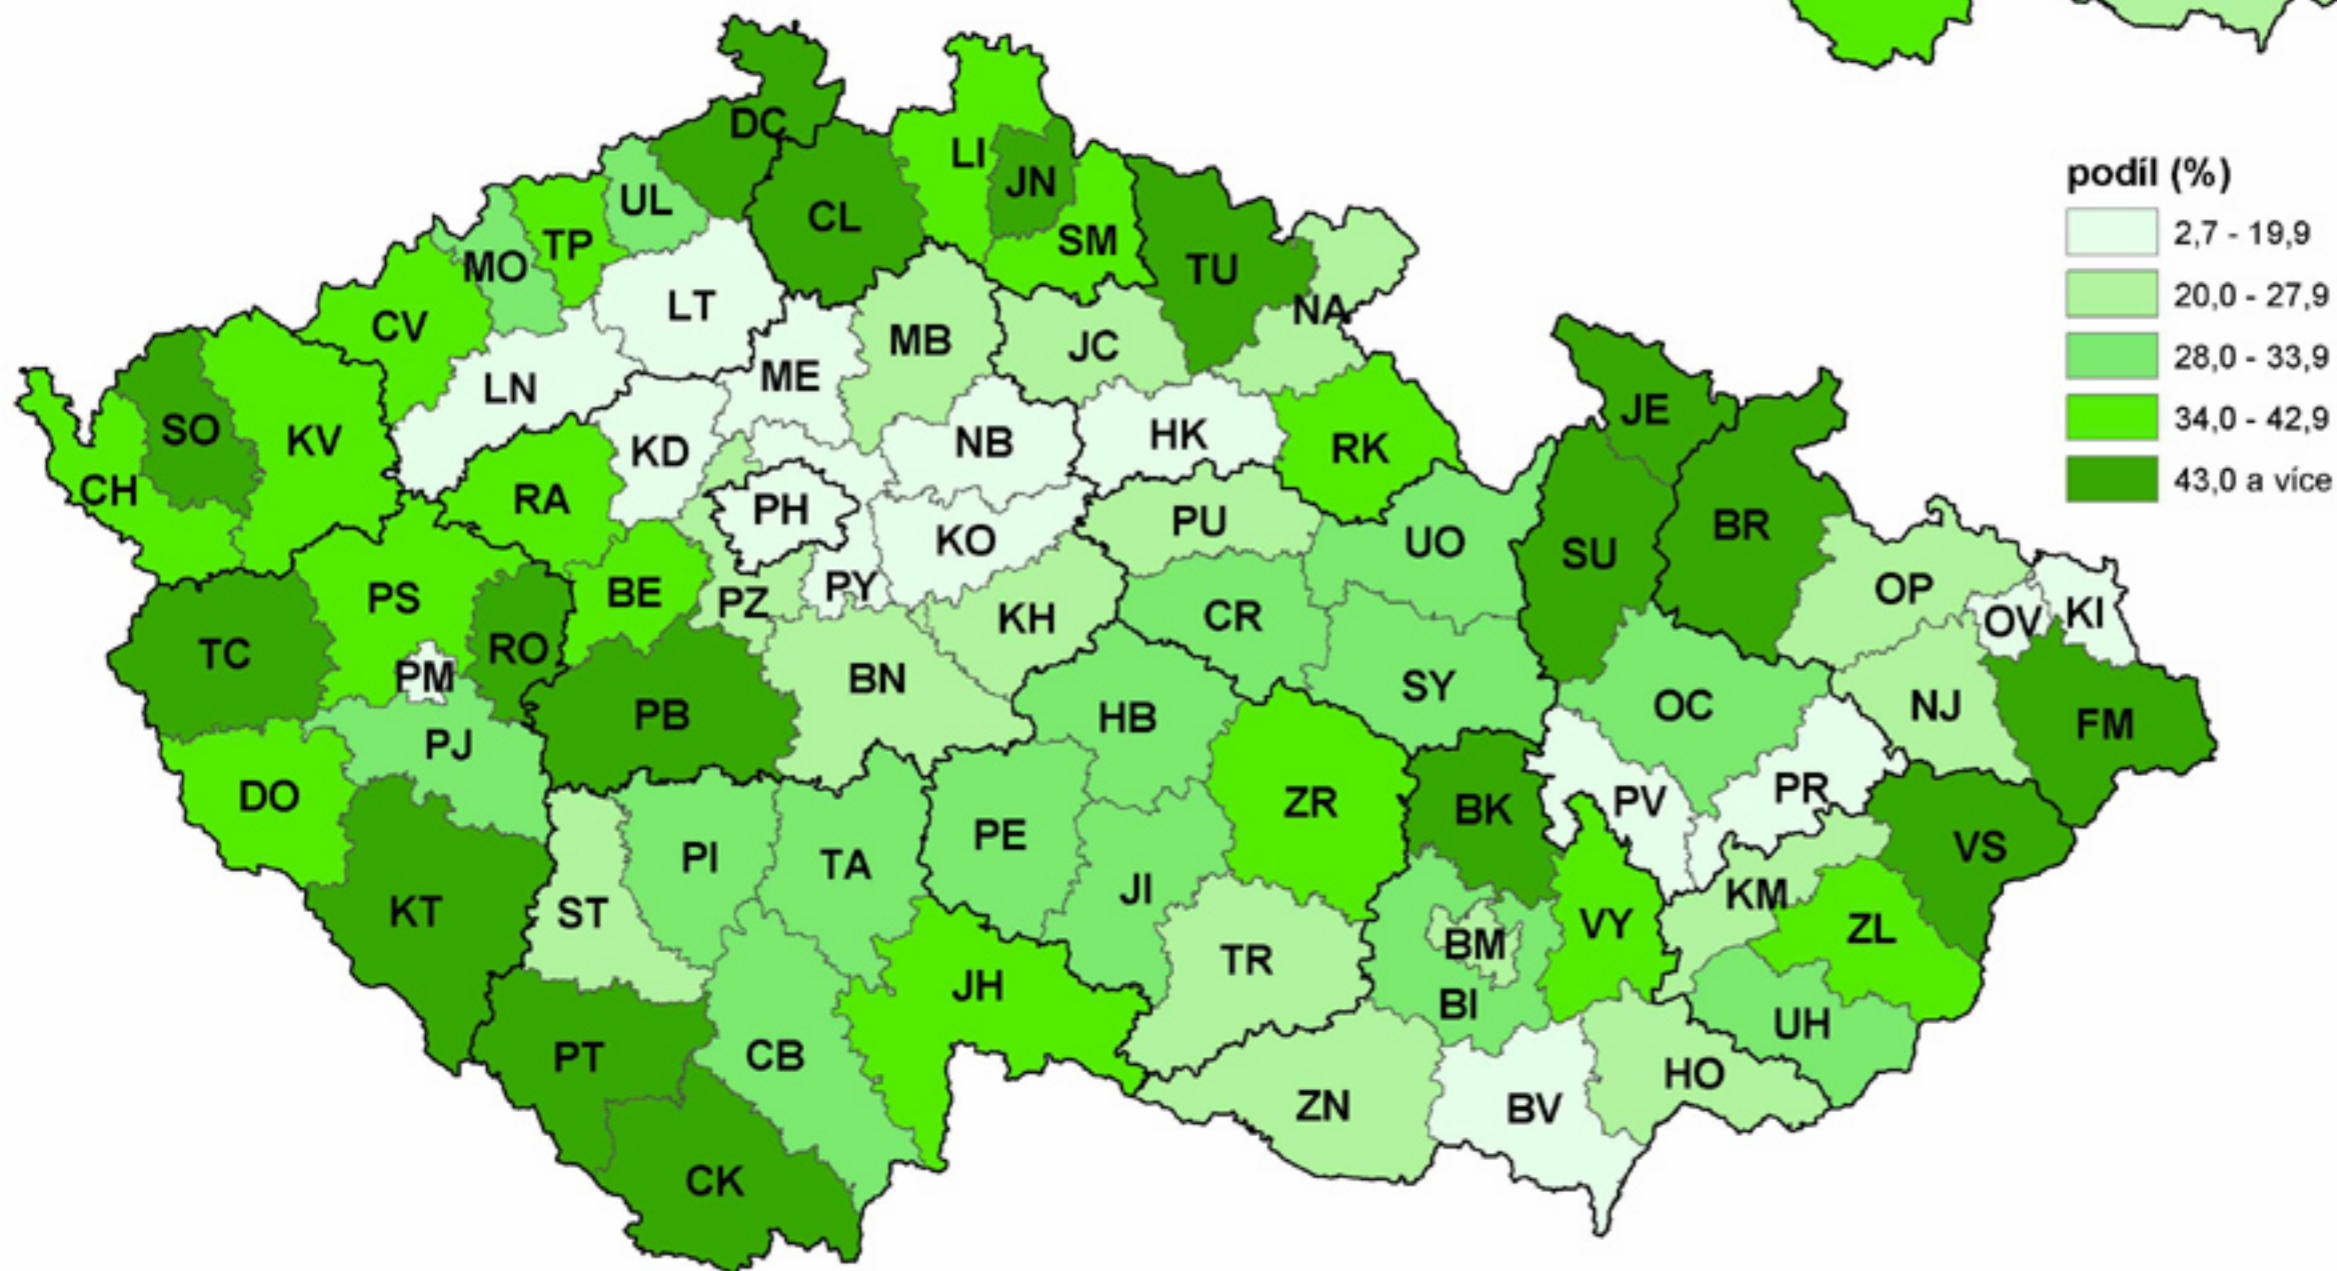 DC
LI
JN
podíl (%)
UL
CL
2,7 - 19,9
TP
SM
MO
TU
20,0 - 27,9
LT
NA
CV
MB
JC
28,0 - 33,9
ME
LN
JE
34,0 - 42,9
SO
KV
KD
NB
HK
RK
CH
43,0 a více
RA
PH
PU
BR
KO
UO
SU
PS
BE
PZ
PY
KH
CR
OP
OV
KI
TC
PM
RO
BN
SY
OC
NJ
FM
PB
HB
PJ
DO
ZR
BK
PV
PR
PI
TA
PE
VS
KT
ST
JI
KM
VY
ZL
BM
TR
JH
BI
UH
PT
CB
HO
ZN
BV
CK